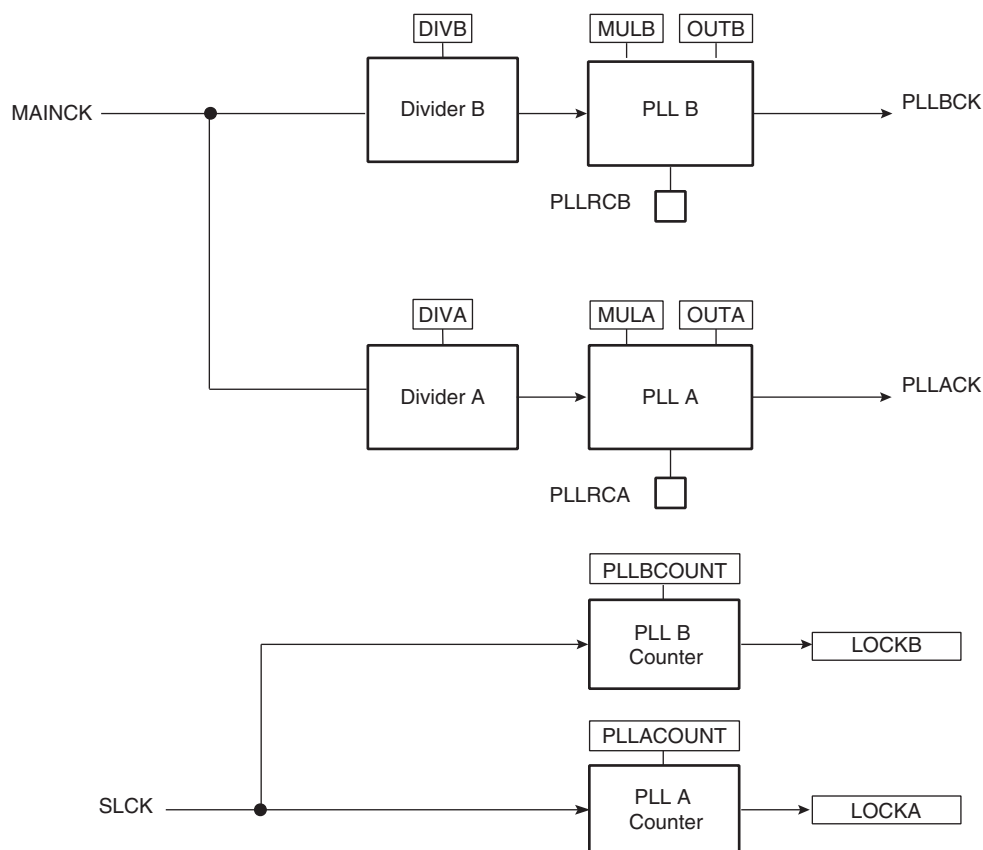 DIVB
MULB
OUTB
MAINCK
Divider B
PLL B
PLLBCK
PLLRCB
DIVA
MULA
OUTA
Divider A
PLL A
PLLACK
PLLRCA
PLLBCOUNT
PLL B
Counter
LOCKB
PLLACOUNT
SLCK
PLL A
Counter
LOCKA